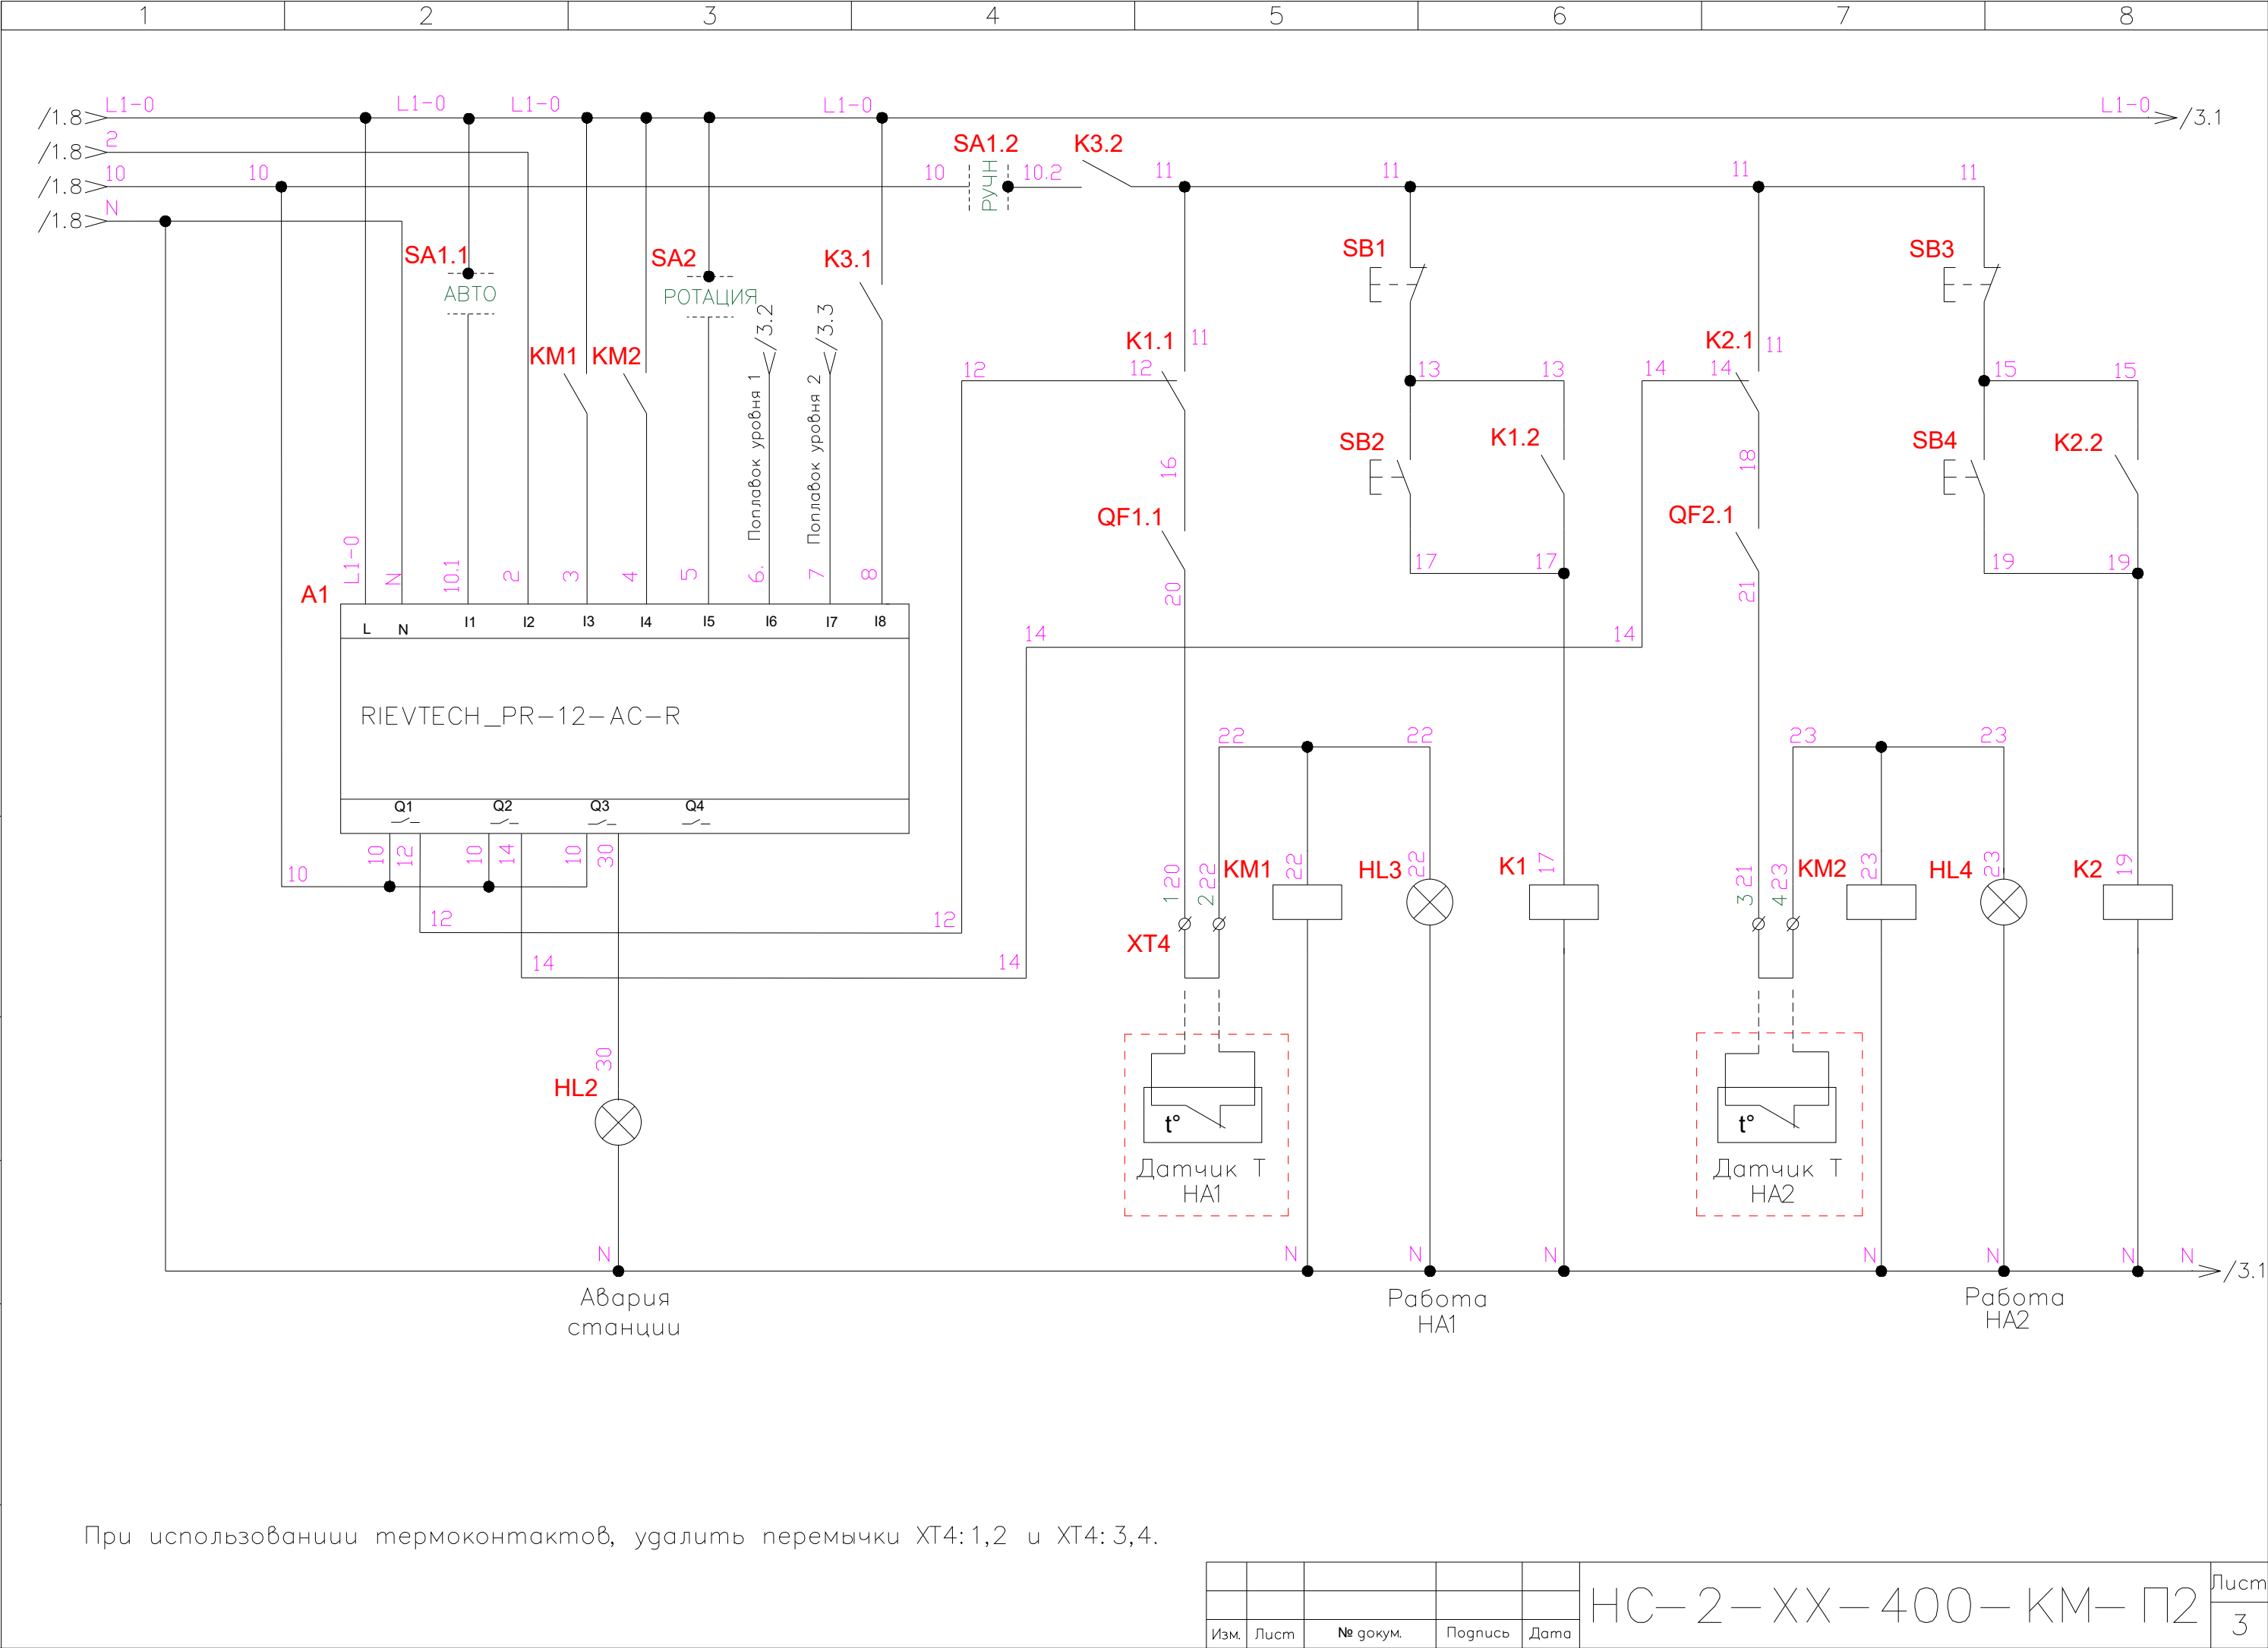 1 2 3 4 5 6 7 8
/1.8 L1-0 L1-0 L1-0 L1-0 L1-0 /3.1
/1.8 2
/1.8 10 10 10 SA1.2 РУЧН 10.2 K3.2 11 11 11 11
/1.8 N
SA1.1 SA2 K3.1 SB1 SB3
АВТО РОТАЦИЯ
/3.2 /3.3
KM1 KM2 K1.1 11 K2.1 11
Поплавок уровня 1
Поплавок уровня 2
12 12 13 13 14 14 15 15
SB2 K1.2 SB4 K2.2
16 18
QF1.1 QF2.1
L1-0 N 10.1 2 3 4 5 6. 7 8
17 17 19 19
20 21
A1
L N I1 I2 I3 I4 I5 I6 I7 I8
14 14
RIEVTECH_PR-12-AC-R
22 22 23 23
Q1 Q2 Q3 Q4
10 12 10 14 10 30
10
1 20 2 22 KM1 22 HL3 22 K1 17 3 21 4 23 KM2 23 HL4 23 K2 19
12 12
XT4
14 14
30
HL2
t° t°
Датчик Т
НА1
Датчик Т
НА2
N N N N N N N N /3.1
Авария
станции
Работа
НА1
Работа
НА2
При использованиии термоконтактов, удалить перемычки ХТ4:1,2 и ХТ4:3,4.
НС-2-ХХ-400-КМ-П2
Лист
3
Изм. Лист № докум. Подпись Дата